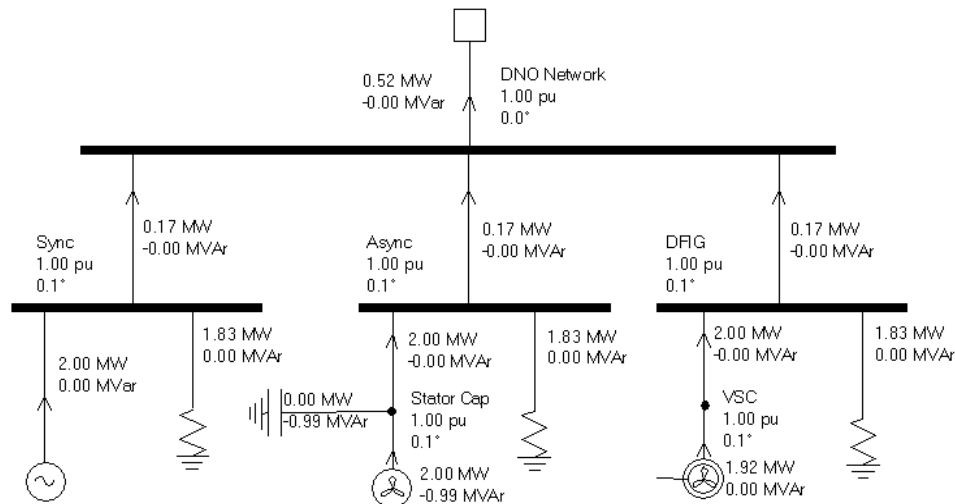 0.52 MW
-0.00 MVar
DNO Network
1.00 pu
0.0°
0.17 MW
-0.00 MVAr
Sync
1.00 pu
0.1°
0.17 MW
-0.00 MVAr
Async
1.00 pu
0.1°
0.17 MW
-0.00 MVAr
DFIG
1.00 pu
0.1°
2.00 MW
0.00 MVar
1.83 MW
0.00 MVAr
2.00 MW
-0.00 MVAr
1.83 MW
0.00 MVAr
2.00 MW
-0.00 MVAr
1.83 MW
0.00 MVAr
0.00 MW
-0.99 MVAr
Stator Cap
1.00 pu
0.1°
VSC
1.00 pu
0.1°
2.00 MW
-0.99 MVAr
1.92 MW
0.00 MVAr